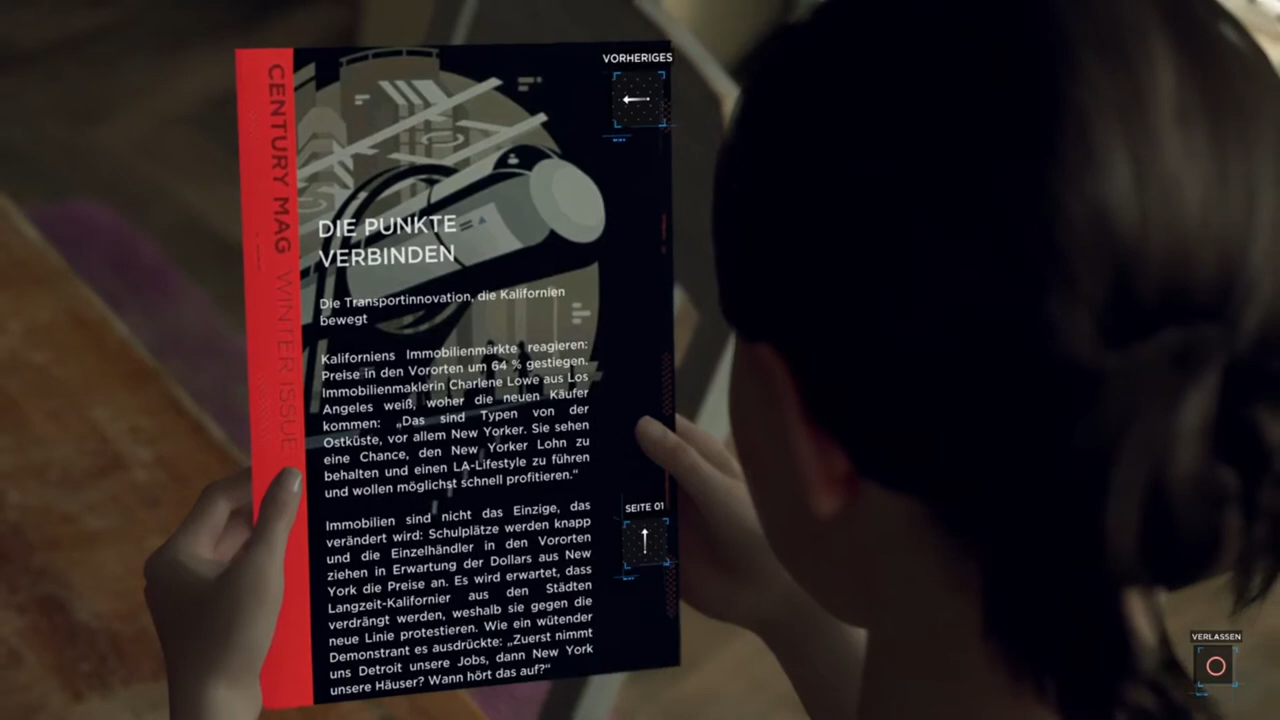 CENTURY MAG WINTER ISSUE
VORHERIGES
DIE PUNKTE
VERBINDEN
Die Transportinnovation, die Kalifornien
bewegt
Kaliforniens Immobilienmärkte reagieren:
Preise in den Vororten um 64 % gestiegen.
Immobilienmaklerin Charlene Lowe aus Los
Angeles weiß, woher die neuen Käufer
kommen: „Das sind Typen von der
Ostküste, vor allem New Yorker. Sie sehen
eine Chance, den New Yorker Lohn zu
behalten und einen LA-Lifestyle zu führen
und wollen möglichst schnell profitieren.“
Immobilien sind nicht das Einzige, das
verändert wird: Schulplätze werden knapp
und die Einzelhändler in den Vororten
ziehen in Erwartung der Dollars aus New
York die Preise an. Es wird erwartet, dass
Langzeit-Kalifornier aus den Städten
verdrängt werden, weshalb sie gegen die
neue Linie protestieren. Wie ein wütender
Demonstrant es ausdrückte: „Zuerst nimmt
uns Detroit unsere Jobs, dann New York
unsere Häuser? Wann hört das auf?“
SEITE 01
VERLASSEN